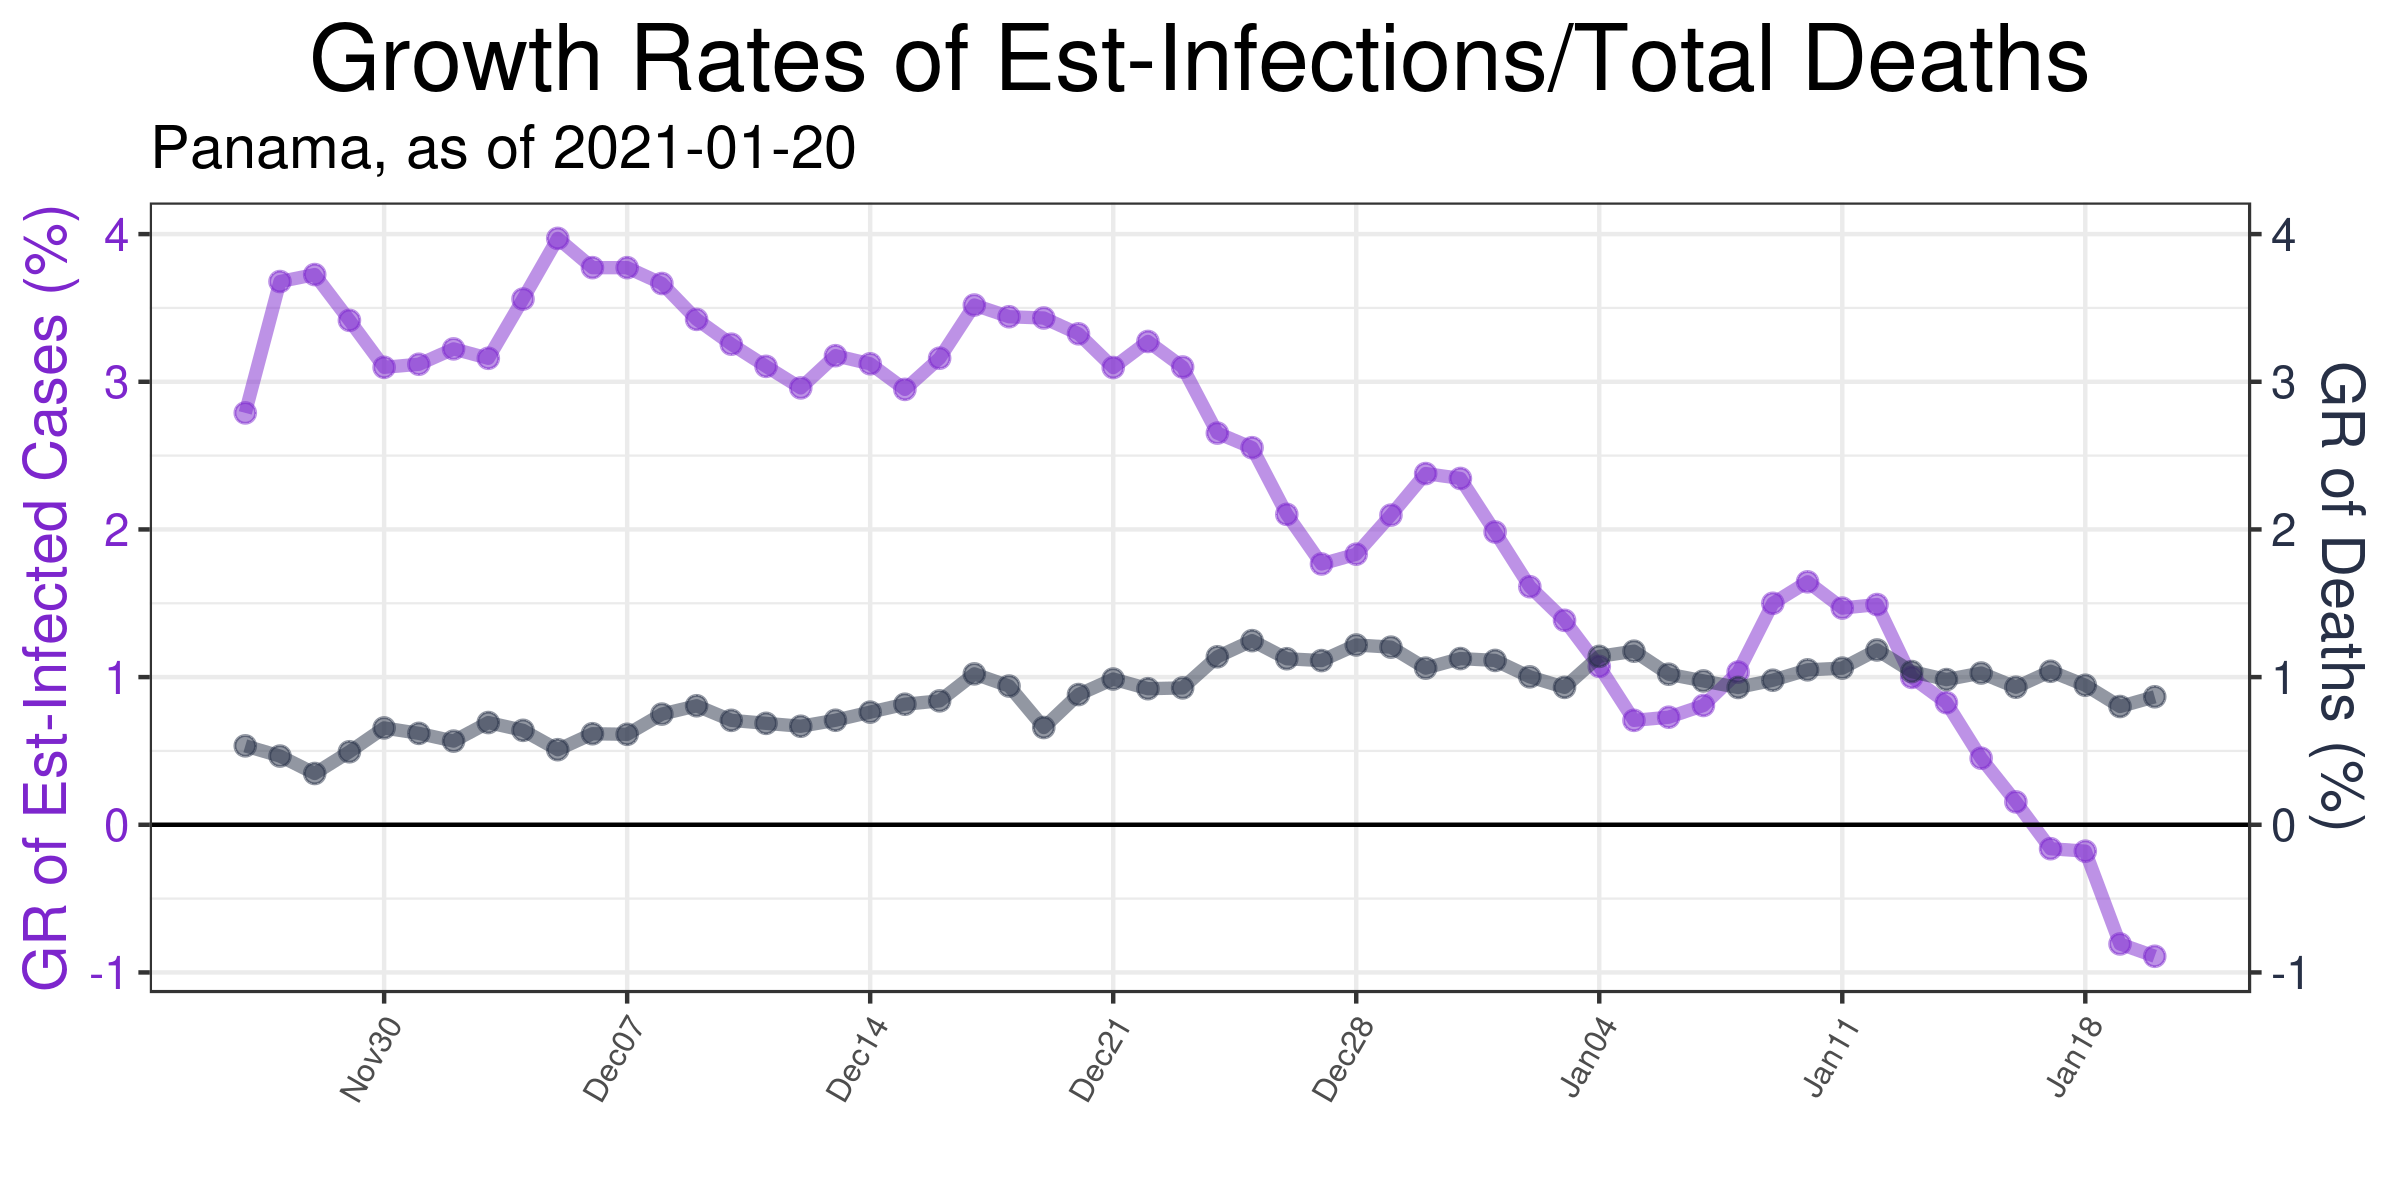 Growth Rates of Est-Infections/Total Deaths
Panama, as of 2021-01-20
GR of Est-Infected Cases (%)
4
3
2
1
0
-1
4
3
2
1
0
-1
GR of Deaths (%)
Nov30
Dec07
Dec14
Dec21
Dec28
Jan04
Jan11
Jan18